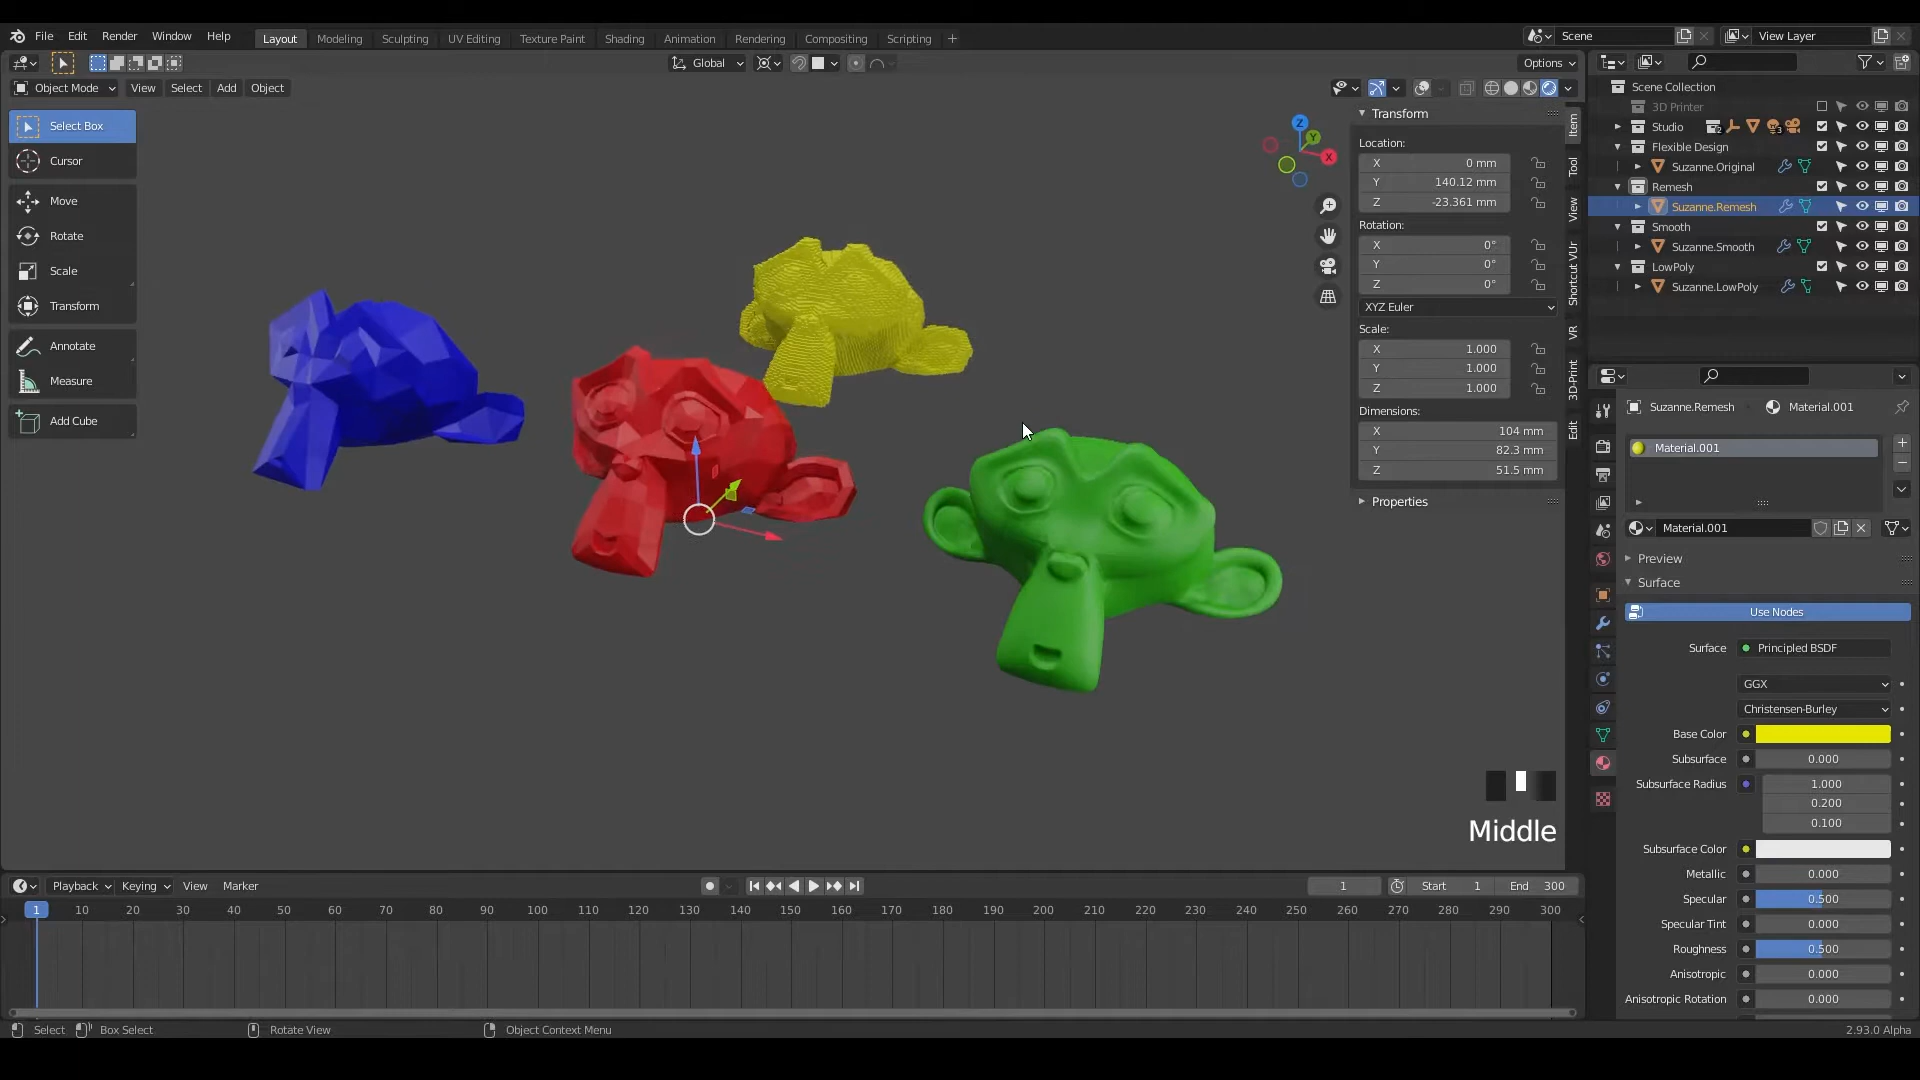 File Edit Render Window Help Layout Modeling Sculpting UV Editing Texture Paint Shading Animation Rendering Compositing Scripting + Scene View Layer
Global Options
Object Mode View Select Add Object
Select Box
Cursor
Move
Rotate
Scale
Transform
Annotate
Measure
Add Cube
Z
Y
X
Transform
Location:
X 0 mm
Y 140.12 mm
Z -23.361 mm
Rotation:
X 0°
Y 0°
Z 0°
XYZ Euler
Scale:
X 1.000
Y 1.000
Z 1.000
Dimensions:
X 104 mm
Y 82.3 mm
Z 51.5 mm
Properties
Item
Tool
View
Shortcut VUr
VR
3D-Print
Edit
Scene Collection
3D Printer
Studio 2 3
Flexible Design
Suzanne.Original
Remesh
Suzanne.Remesh
Smooth
Suzanne.Smooth
LowPoly
Suzanne.LowPoly
Suzanne.Remesh Material.001
Material.001
Material.001
Preview
Surface
Use Nodes
Surface Principled BSDF
GGX
Christensen-Burley
Base Color
Subsurface 0.000
Subsurface Radius 1.000
0.200
0.100
Subsurface Color
Metallic 0.000
Specular 0.500
Specular Tint 0.000
Roughness 0.500
Anisotropic 0.000
Anisotropic Rotation 0.000
Middle
Playback Keying View Marker 1 Start 1 End 300
1 10 20 30 40 50 60 70 80 90 100 110 120 130 140 150 160 170 180 190 200 210 220 230 240 250 260 270 280 290 300
Select Box Select Rotate View Object Context Menu 2.93.0 Alpha